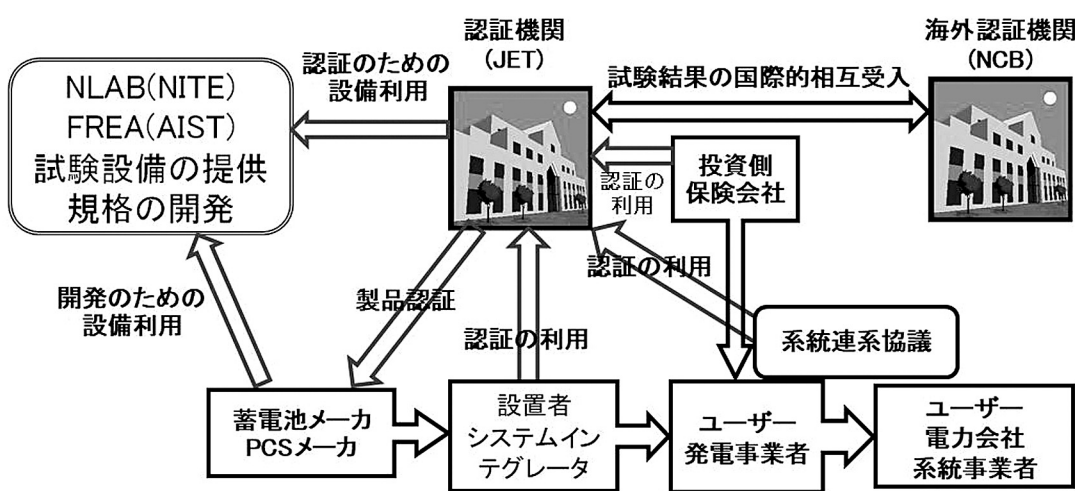 認証機関
(JET)
海外認証機関
(NCB)
認証のための
設備利用
試験結果の国際的相互受入
NLAB(NITE)
FREA(AIST)
試験設備の提供
規格の開発
認証の
利用
投資側
保険会社
認証の利用
開発のための
設備利用
製品認証
認証の利用
系統連系協議
蓄電池メーカ
PCSメーカ
設置者
システムイン
テグレータ
ユーザー
発電事業者
ユーザー
電力会社
系統事業者